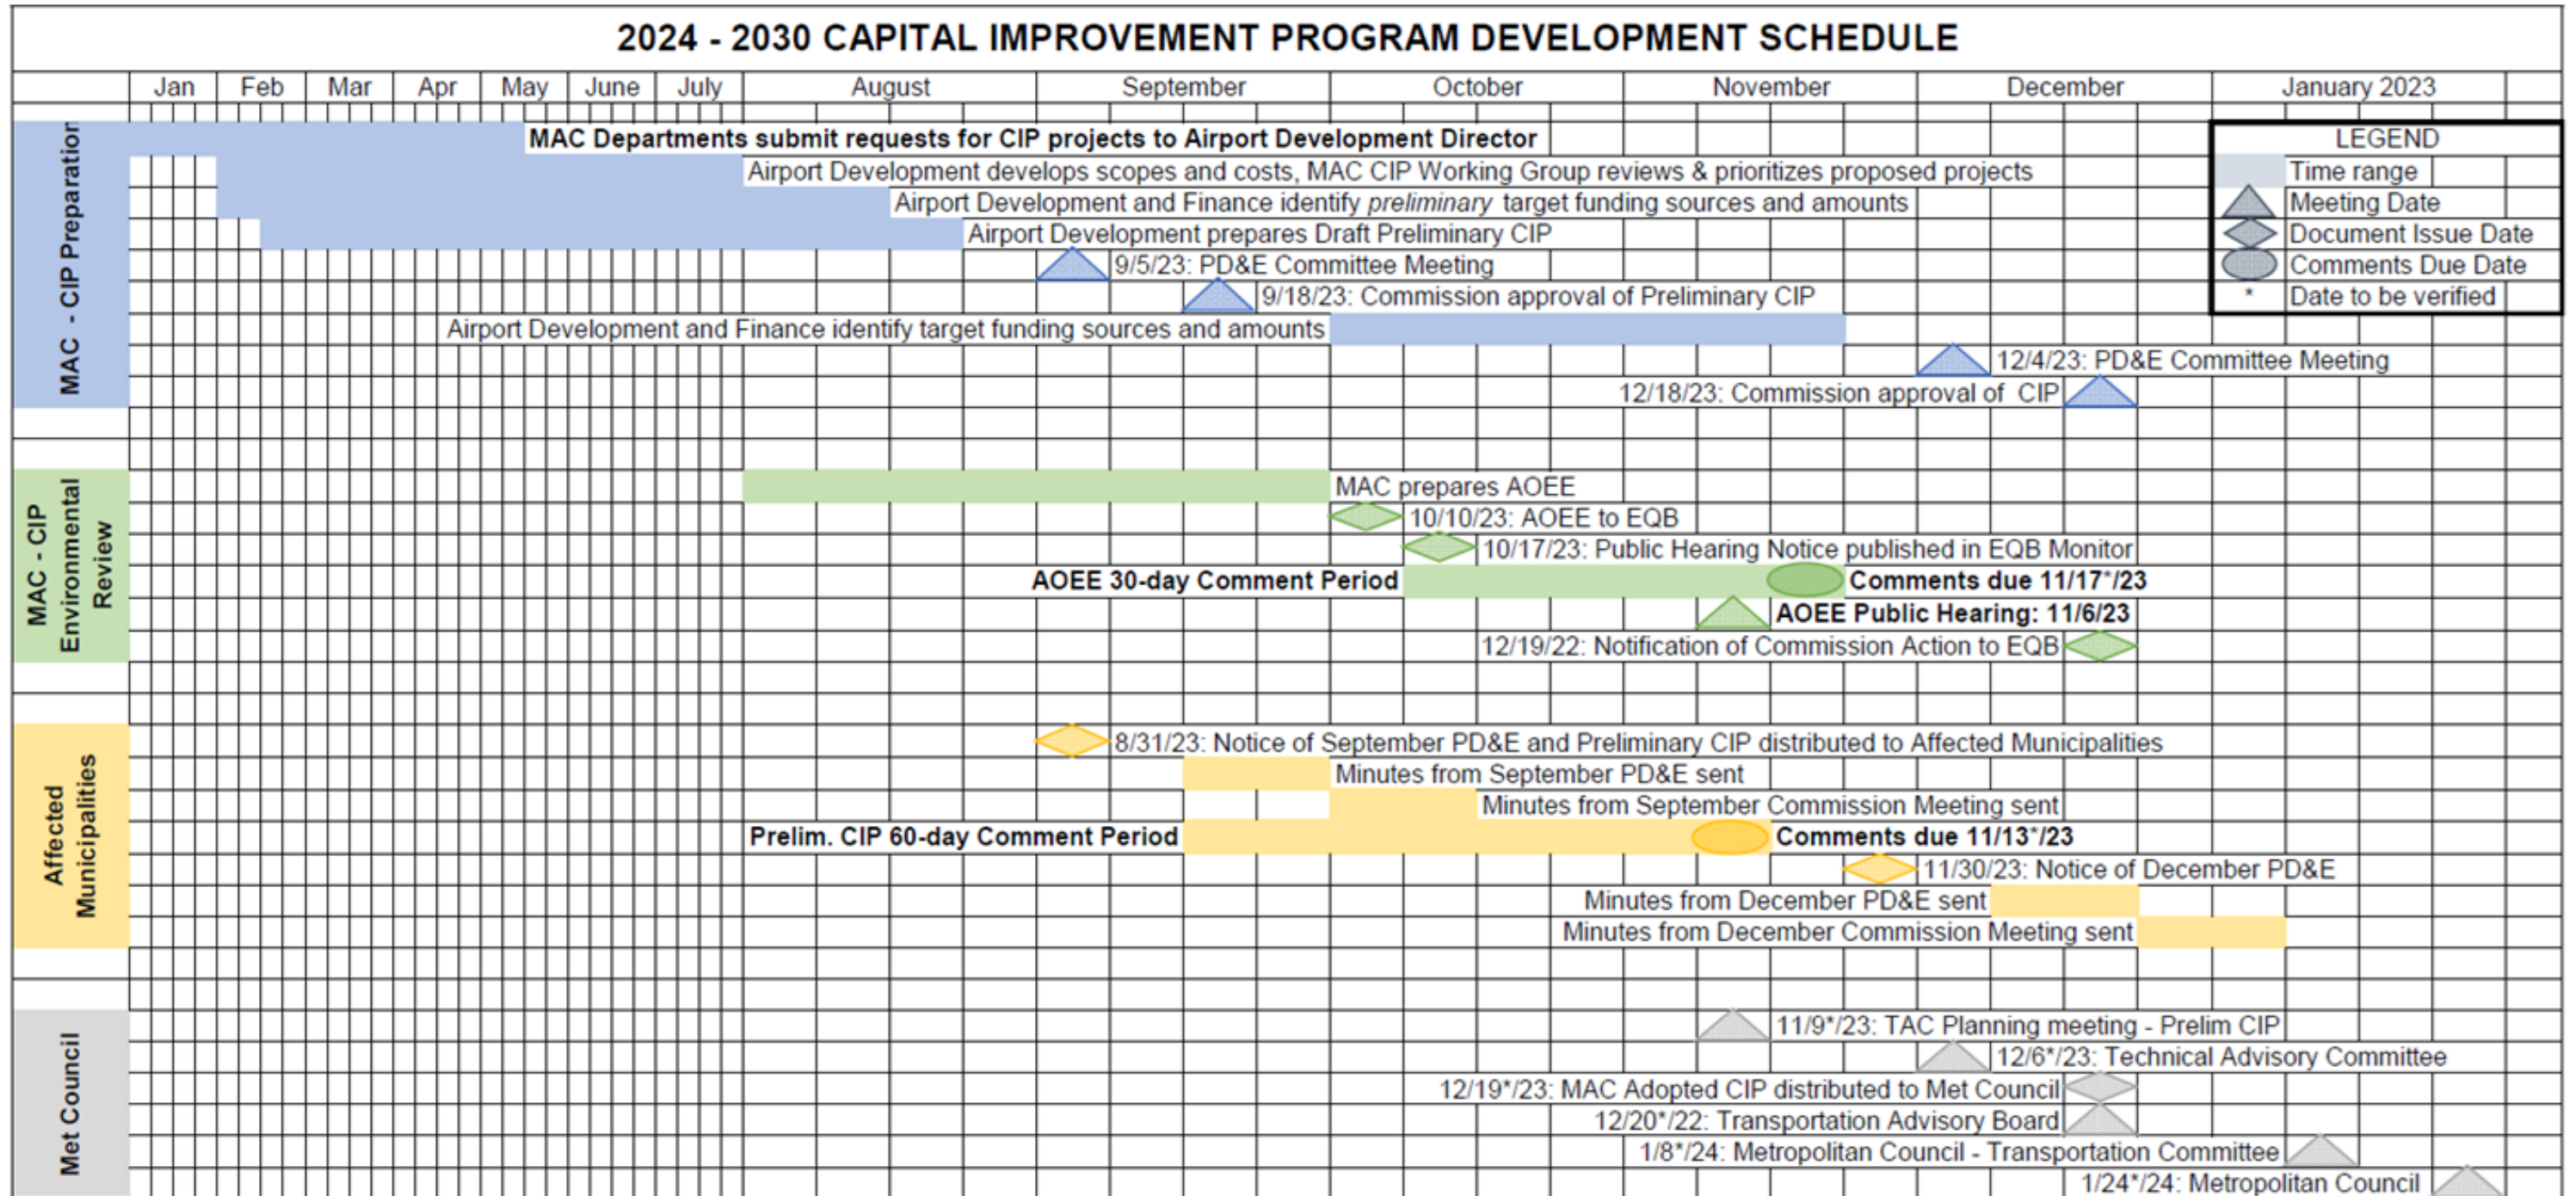 2024 - 2030 CAPITAL IMPROVEMENT PROGRAM DEVELOPMENT SCHEDULE
Jan Feb Mar Apr May June July August September October November December January 2023
MAC - CIP Preparation
MAC Departments submit requests for CIP projects to Airport Development Director
Airport Development develops scopes and costs, MAC CIP Working Group reviews & prioritizes proposed projects
Airport Development and Finance identify preliminary target funding sources and amounts
Airport Development prepares Draft Preliminary CIP
9/5/23: PD&E Committee Meeting
9/18/23: Commission approval of Preliminary CIP
Airport Development and Finance identify target funding sources and amounts
12/4/23: PD&E Committee Meeting
12/18/23: Commission approval of CIP
LEGEND
Time range
Meeting Date
Document Issue Date
Comments Due Date
* Date to be verified
MAC - CIP
Environmental
Review
MAC prepares AOEE
10/10/23: AOEE to EQB
10/17/23: Public Hearing Notice published in EQB Monitor
AOEE 30-day Comment Period Comments due 11/17*/23
AOEE Public Hearing: 11/6/23
12/19/22: Notification of Commission Action to EQB
Affected
Municipalities
8/31/23: Notice of September PD&E and Preliminary CIP distributed to Affected Municipalities
Minutes from September PD&E sent
Minutes from September Commission Meeting sent
Prelim. CIP 60-day Comment Period Comments due 11/13*/23
11/30/23: Notice of December PD&E
Minutes from December PD&E sent
Minutes from December Commission Meeting sent
Met Council
11/9*/23: TAC Planning meeting - Prelim CIP
12/6*/23: Technical Advisory Committee
12/19*/23: MAC Adopted CIP distributed to Met Council
12/20*/22: Transportation Advisory Board
1/8*/24: Metropolitan Council - Transportation Committee
1/24*/24: Metropolitan Council